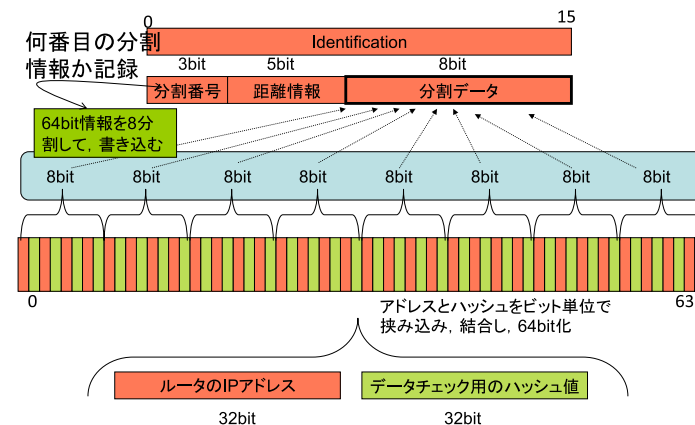 0
15
Identification
何番目の分割
情報か記録
3bit
5bit
8bit
分割番号
距離情報
分割データ
64bit情報を8分
割して，書き込む
8bit
8bit
8bit
8bit
8bit
8bit
8bit
8bit
0
63
アドレスとハッシュをビット単位で
挟み込み，結合し，64bit化
ルータのIPアドレス
データチェック用のハッシュ値
32bit
32bit